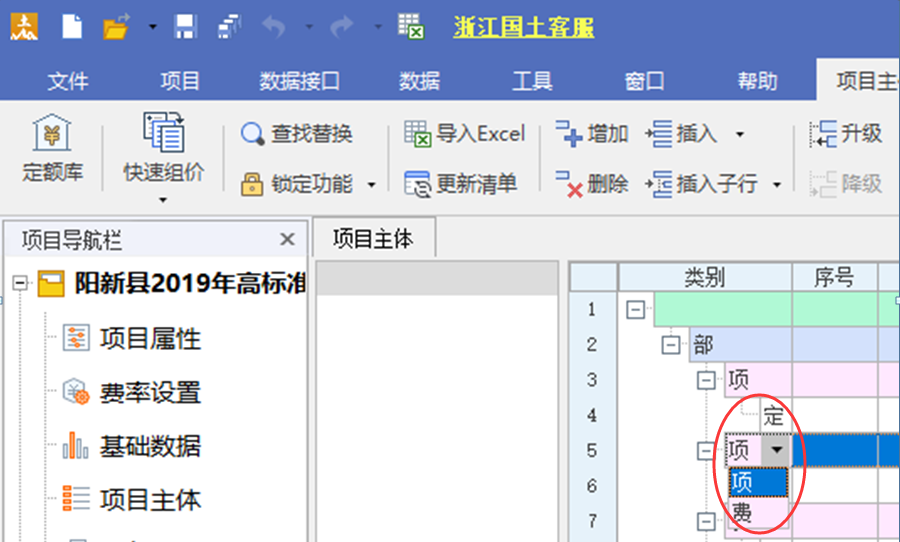 浙江国土客服
文件 项目 数据接口 数据 工具 窗口 帮助 项目主
定额库 快速组价 查找替换 导入Excel 增加 插入 升级
锁定功能 更新清单 删除 插入子行 降级
项目导航栏 项目主体
阳新县2019年高标准
项目属性
费率设置
基础数据
项目主体
类别 序号
1
2 部
3 项
4 定
5 项
6 项
费
7